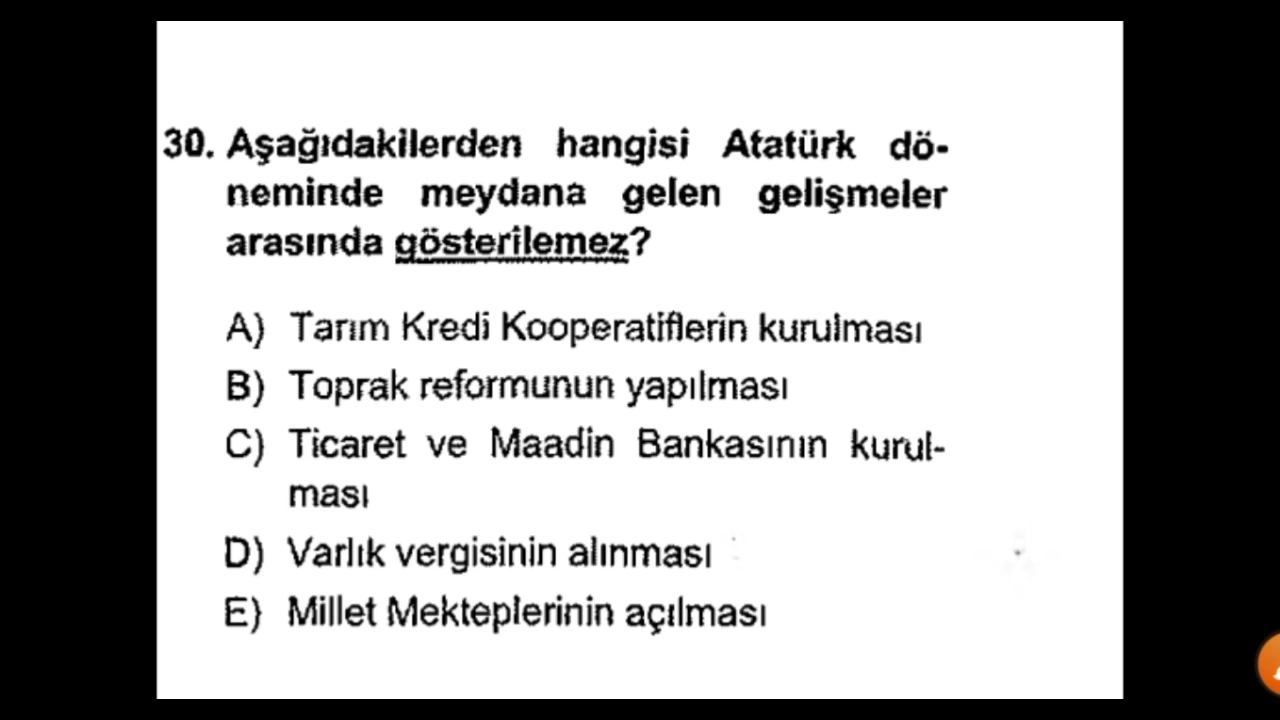 30. Aşağıdakilerden hangisi Atatürk dö-
neminde meydana gelen gelişmeler
arasında gösterilemez?
A) Tarım Kredi Kooperatiflerin kurulması
B) Toprak reformunun yapılması
C) Ticaret ve Maadin Bankasının kurul-
ması
D) Varlık vergisinin alınması
E) Millet Mekteplerinin açılması